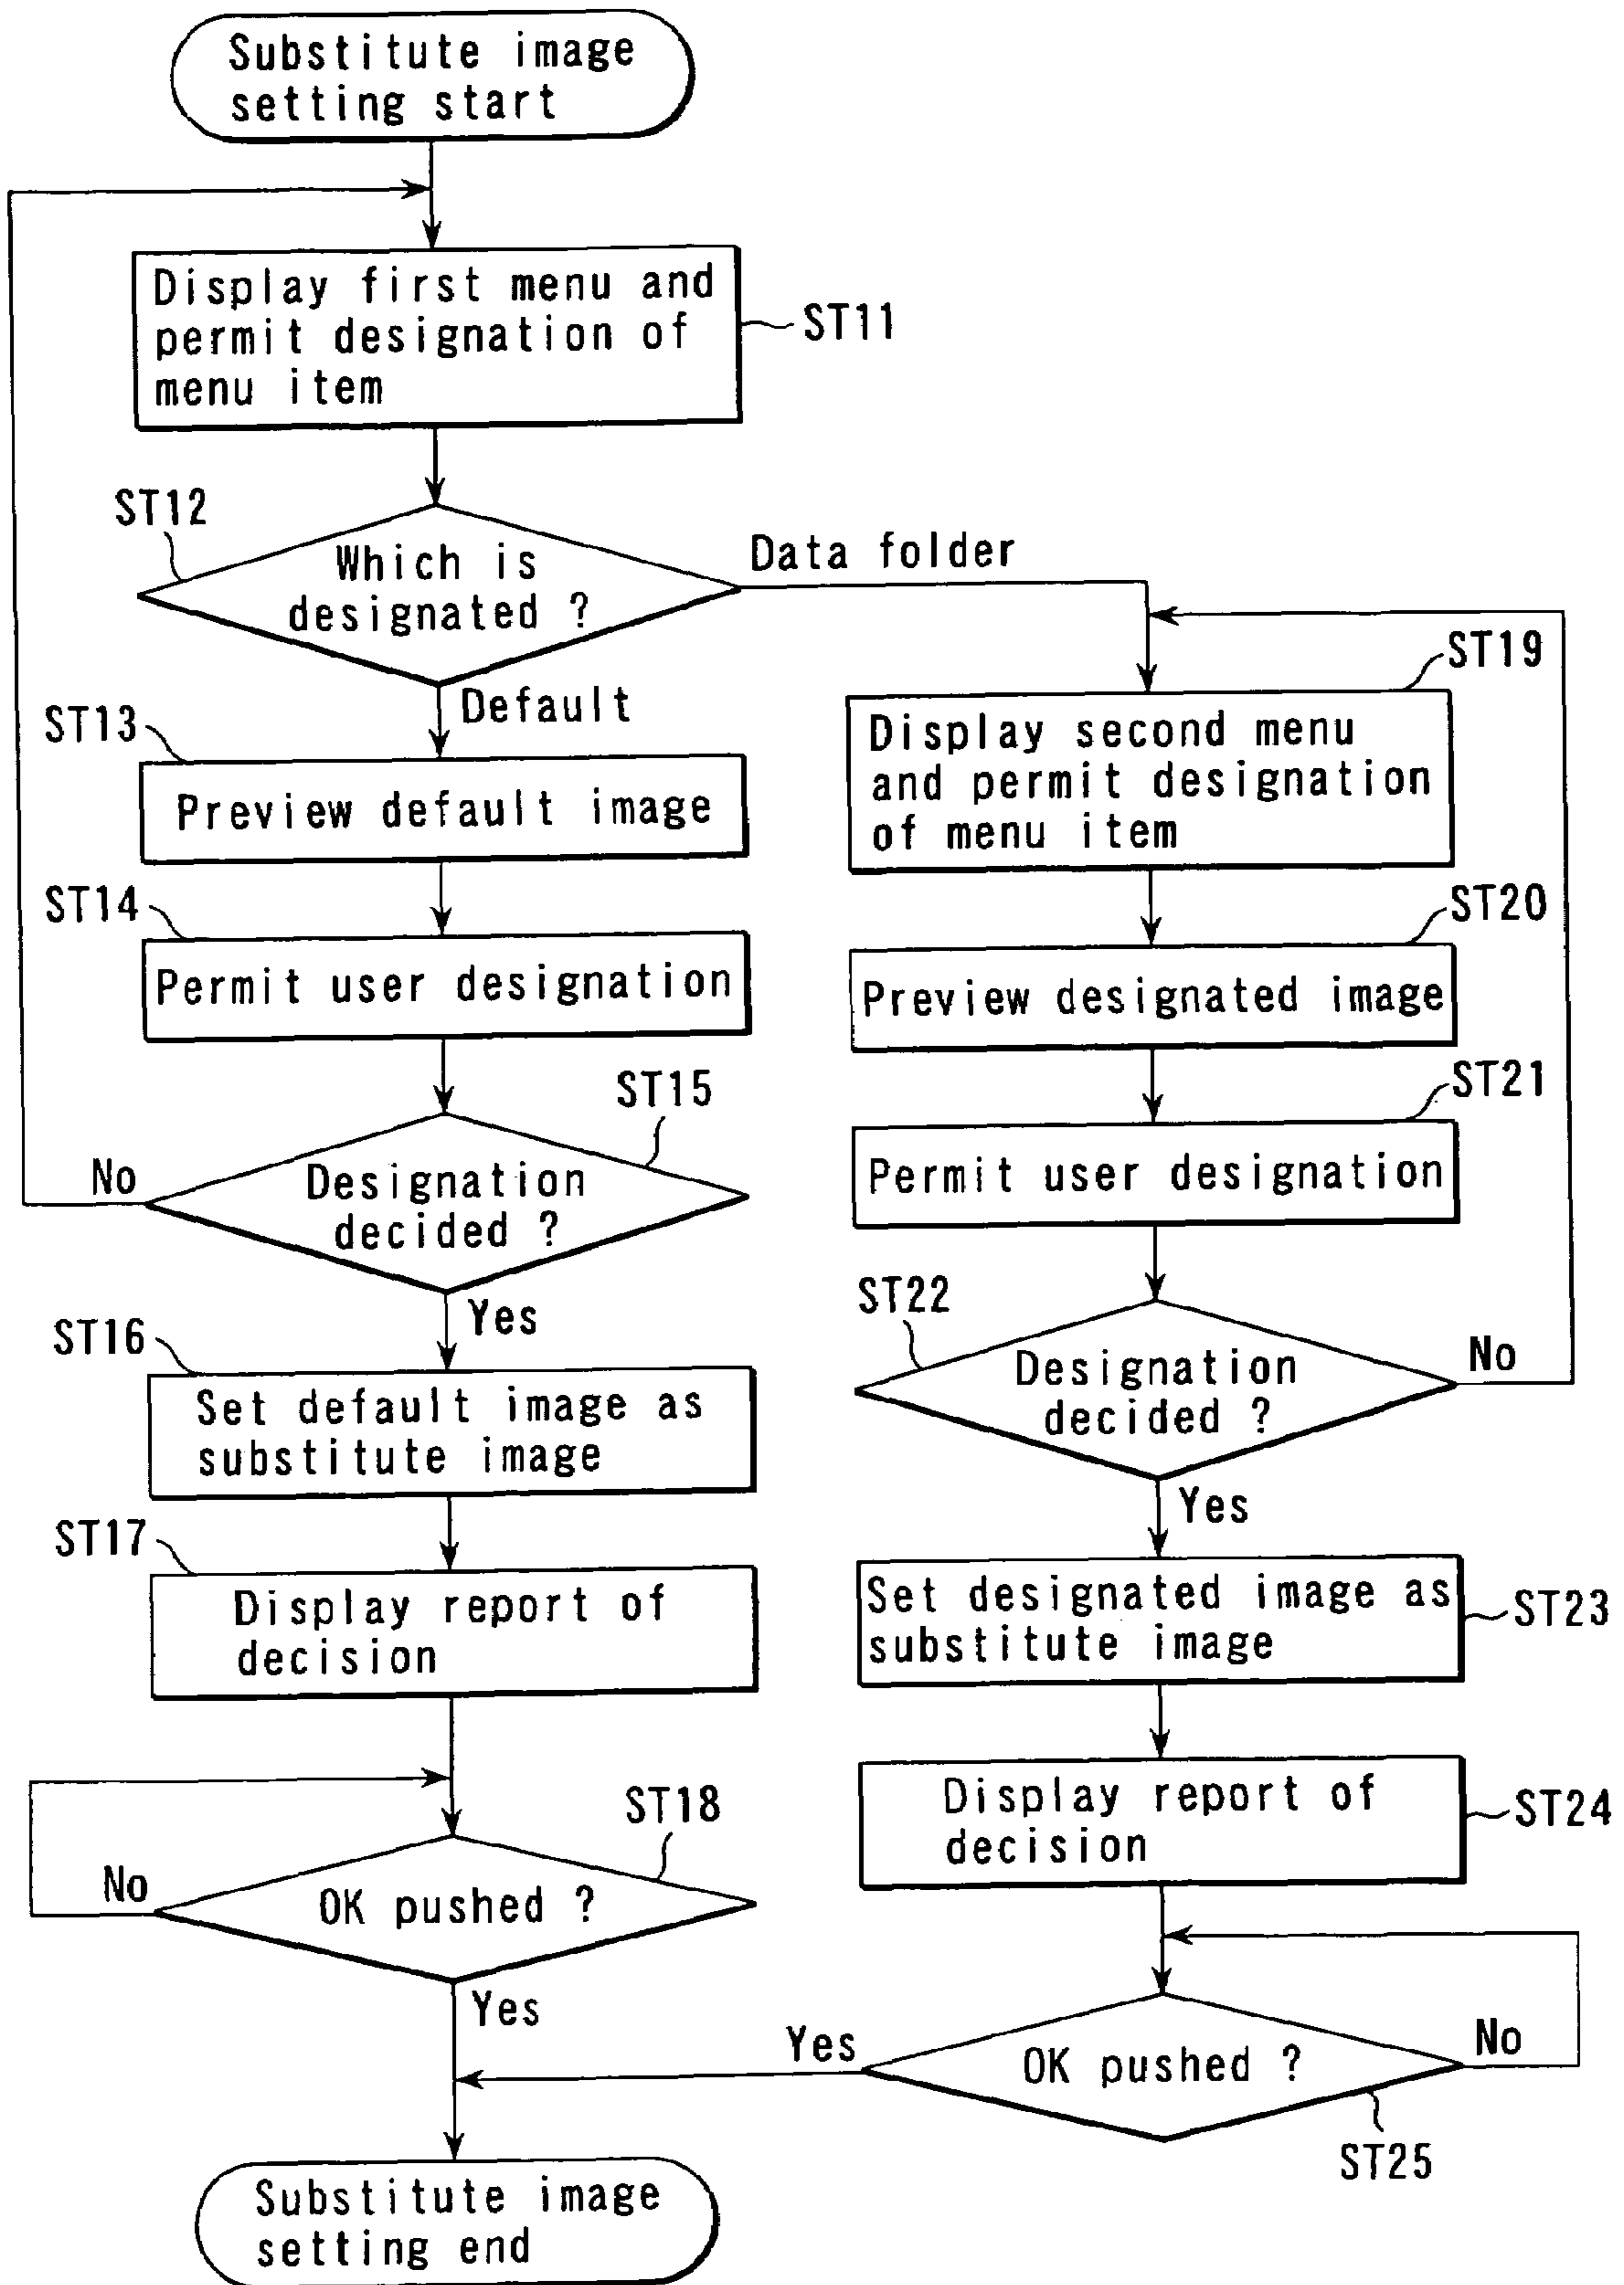 Substitute image
setting start
Display first menu and
permit designation of
menu item
ST11
ST12
Which is
designated ?
Data folder
Default
ST13
Preview default image
ST14
Permit user designation
ST15
Designation
decided ?
No
Yes
ST16
Set default image as
substitute image
ST17
Display report of
decision
ST18
OK pushed ?
No
Yes
ST19
Display second menu
and permit designation
of menu item
ST20
Preview designated image
ST21
Permit user designation
ST22
Designation
decided ?
No
Yes
Set designated image as
substitute image
ST23
Display report of
decision
ST24
OK pushed ?
Yes
No
ST25
Substitute image
setting end